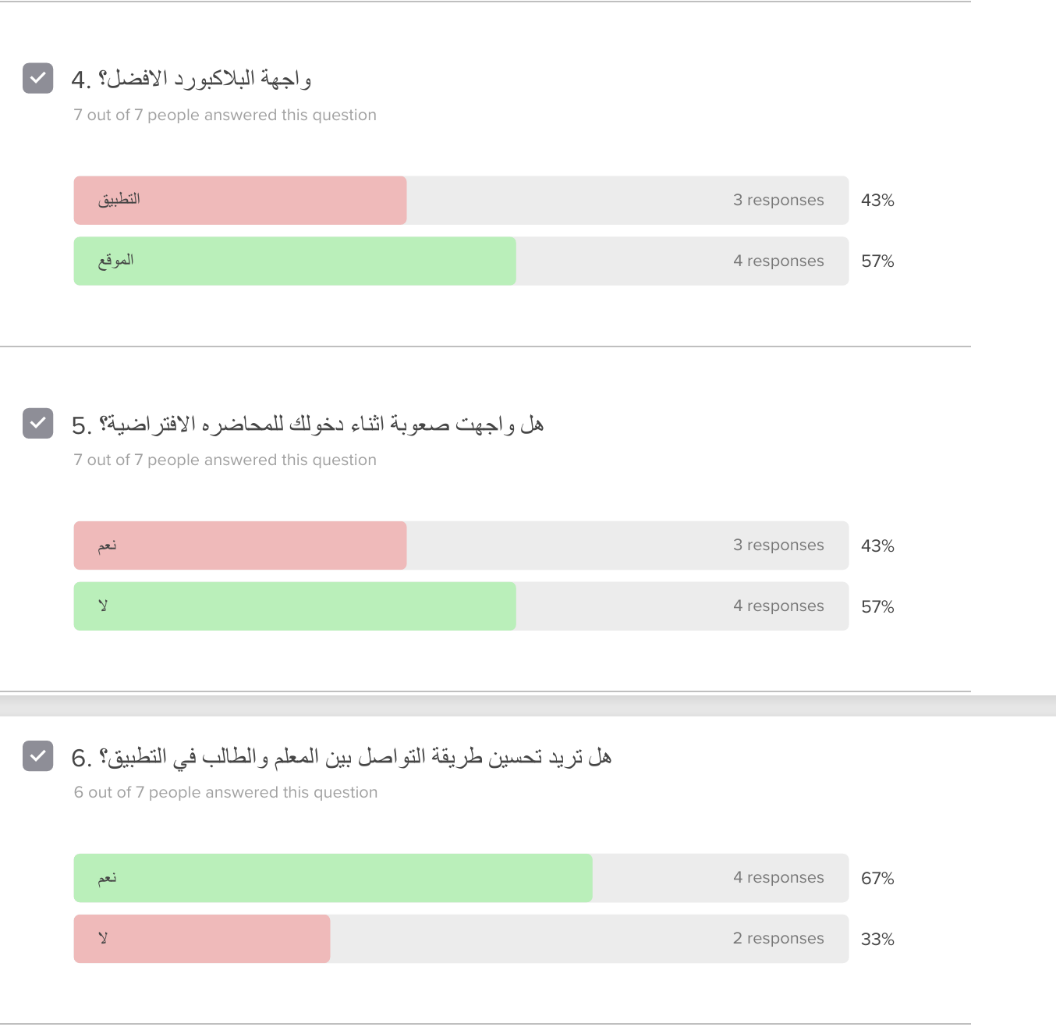 4. واجهة البلاكبورد الافضل؟
7 out of 7 people answered this question
التطبيق 3 responses 43%
الموقع 4 responses 57%
5. هل واجهت صعوبة اثناء دخولك للمحاضره الافتراضية؟
7 out of 7 people answered this question
نعم 3 responses 43%
لا 4 responses 57%
6. هل تريد تحسين طريقة التواصل بين المعلم والطالب في التطبيق؟
6 out of 7 people answered this question
نعم 4 responses 67%
لا 2 responses 33%